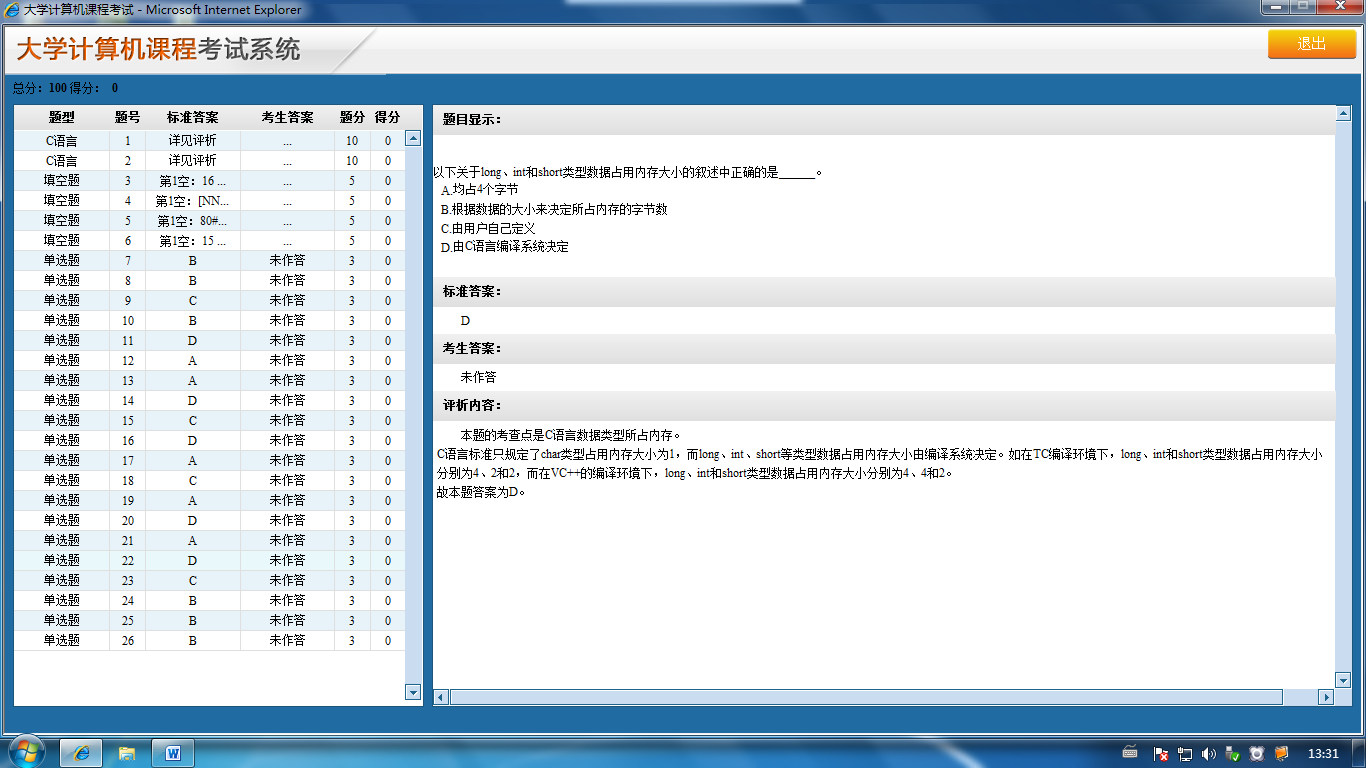 大学计算机课程考试 - Microsoft Internet Explorer
大学计算机课程考试系统
退出
总分：100 得分： 0
题型 题号 标准答案 考生答案 题分 得分
C语言 1 详见评析 ... 10 0
C语言 2 详见评析 ... 10 0
填空题 3 第1空：16 ... ... 5 0
填空题 4 第1空：[NN... ... 5 0
填空题 5 第1空：80#... ... 5 0
填空题 6 第1空：15 ... ... 5 0
单选题 7 B 未作答 3 0
单选题 8 B 未作答 3 0
单选题 9 C 未作答 3 0
单选题 10 B 未作答 3 0
单选题 11 D 未作答 3 0
单选题 12 A 未作答 3 0
单选题 13 A 未作答 3 0
单选题 14 D 未作答 3 0
单选题 15 C 未作答 3 0
单选题 16 D 未作答 3 0
单选题 17 A 未作答 3 0
单选题 18 C 未作答 3 0
单选题 19 A 未作答 3 0
单选题 20 D 未作答 3 0
单选题 21 A 未作答 3 0
单选题 22 D 未作答 3 0
单选题 23 C 未作答 3 0
单选题 24 B 未作答 3 0
单选题 25 B 未作答 3 0
单选题 26 B 未作答 3 0
题目显示：
以下关于long、int和short类型数据占用内存大小的叙述中正确的是______。
A.均占4个字节
B.根据数据的大小来决定所占内存的字节数
C.由用户自己定义
D.由C语言编译系统决定
标准答案：
D
考生答案：
未作答
评析内容：
本题的考查点是C语言数据类型所占内存。
C语言标准只规定了char类型占用内存大小为1，而long、int、short等类型数据占用内存大小由编译系统决定。如在TC编译环境下，long、int和short类型数据占用内存大小
分别为4、2和2，而在VC++的编译环境下，long、int和short类型数据占用内存大小分别为4、4和2。
故本题答案为D。
13:31